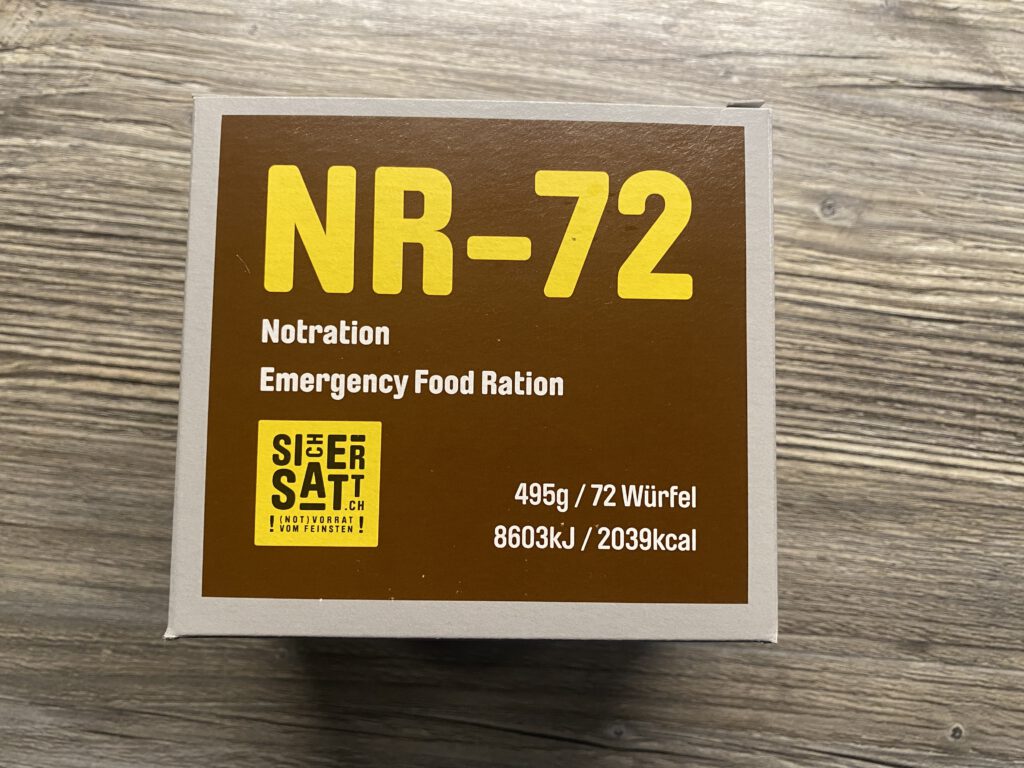 NR-72
Notration
Emergency Food Ration
SICHER
SATT
.CH
! (NOT)VORRAT
VOM FEINSTEN !
495g / 72 Würfel
8603kJ / 2039kcal